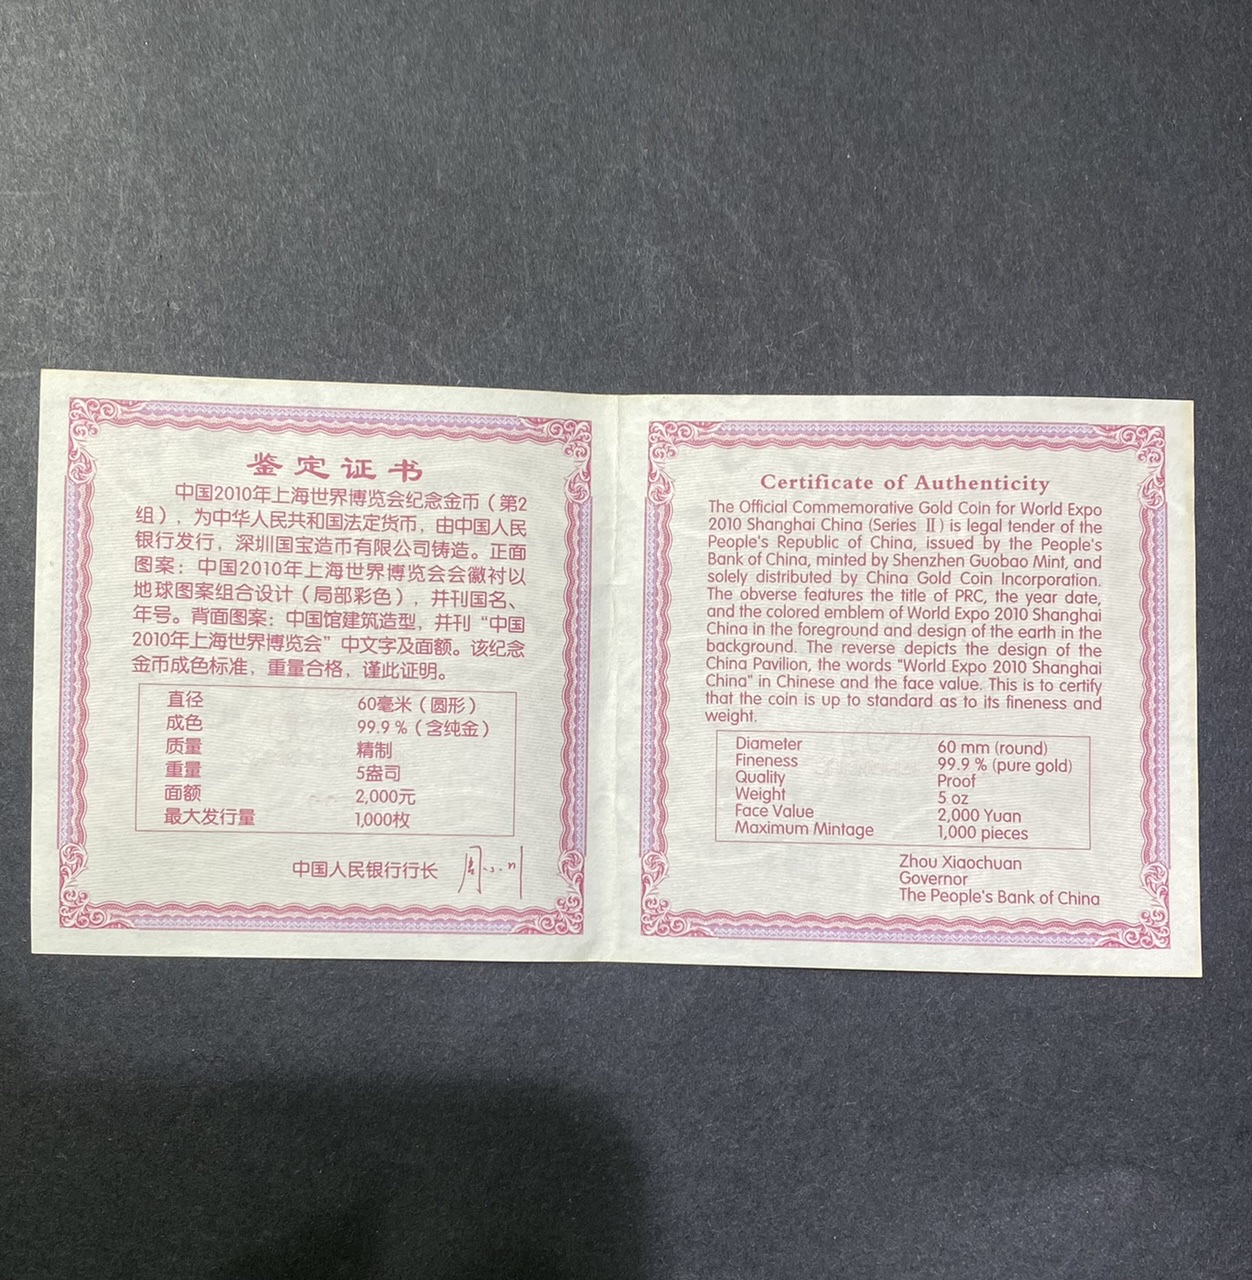 鉴定证书
中国2010年上海世界博览会纪念金币（第2
组），为中华人民共和国法定货币，由中国人民
银行发行，深圳国宝造币有限公司铸造。正面
图案：中国2010年上海世界博览会会徽衬以
地球图案组合设计（局部彩色），并刊国名、
年号。背面图案：中国馆建筑造型，并刊“中国
2010年上海世界博览会”中文字及面额。该纪念
金币成色标准，重量合格，谨此证明。
直径 60毫米（圆形）
成色 99.9％（含纯金）
质量 精制
重量 5盎司
面额 2,000元
最大发行量 1,000枚
中国人民银行行长 周小川
Certificate of Authenticity
The Official Commemorative Gold Coin for World Expo
2010 Shanghai China (Series Ⅱ) is legal tender of the
People's Republic of China, issued by the People's
Bank of China, minted by Shenzhen Guobao Mint, and
solely distributed by China Gold Coin Incorporation.
The obverse features the title of PRC, the year date,
and the colored emblem of World Expo 2010 Shanghai
China in the foreground and design of the earth in the
background. The reverse depicts the design of the
China Pavilion, the words "World Expo 2010 Shanghai
China" in Chinese and the face value. This is to certify
that the coin is up to standard as to its fineness and
weight.
Diameter 60 mm (round)
Fineness 99.9 % (pure gold)
Quality Proof
Weight 5 oz
Face Value 2,000 Yuan
Maximum Mintage 1,000 pieces
Zhou Xiaochuan
Governor
The People's Bank of China